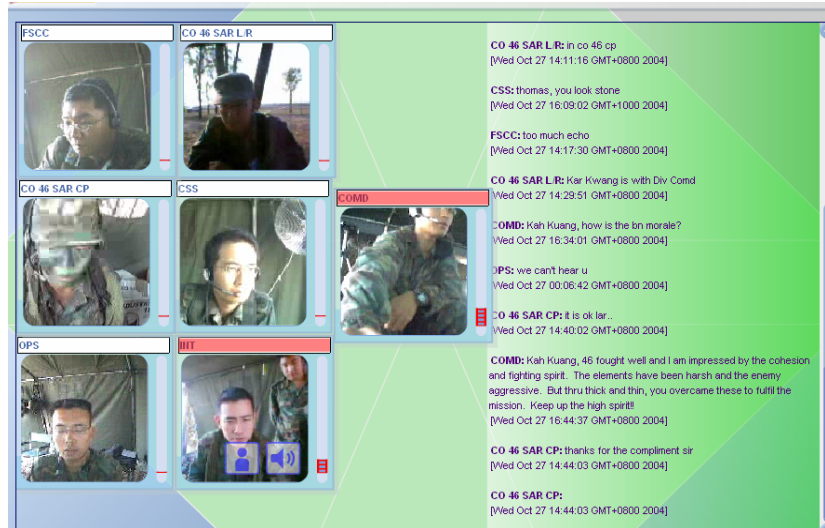 FSCC
CO 46 SAR L/R
CO 46 SAR CP
CSS
COMD
OPS
INT
CO 46 SAR L/R: in co 46 cp
[Wed Oct 27 14:11:16 GMT+0800 2004]
CSS: thomas, you look stone
[Wed Oct 27 16:09:02 GMT+1000 2004]
FSCC: too much echo
[Wed Oct 27 14:17:30 GMT+0800 2004]
CO 46 SAR L/R: Kar Kwang is with Div Comd
[Wed Oct 27 14:29:51 GMT+0800 2004]
COMD: Kah Kuang, how is the bn morale?
[Wed Oct 27 16:34:01 GMT+0800 2004]
OPS: we can't hear u
[Wed Oct 27 00:06:42 GMT+0800 2004]
CO 46 SAR CP: it is ok lar..
[Wed Oct 27 14:40:02 GMT+0800 2004]
COMD: Kah Kuang, 46 fought well and I am impressed by the cohesion
and fighting spirit. The elements have been harsh and the enemy
aggressive. But thru thick and thin, you overcame these to fulfil the
mission. Keep up the high spirit!!
[Wed Oct 27 16:44:37 GMT+0800 2004]
CO 46 SAR CP: thanks for the compliment sir
[Wed Oct 27 14:44:03 GMT+0800 2004]
CO 46 SAR CP:
[Wed Oct 27 14:44:03 GMT+0800 2004]